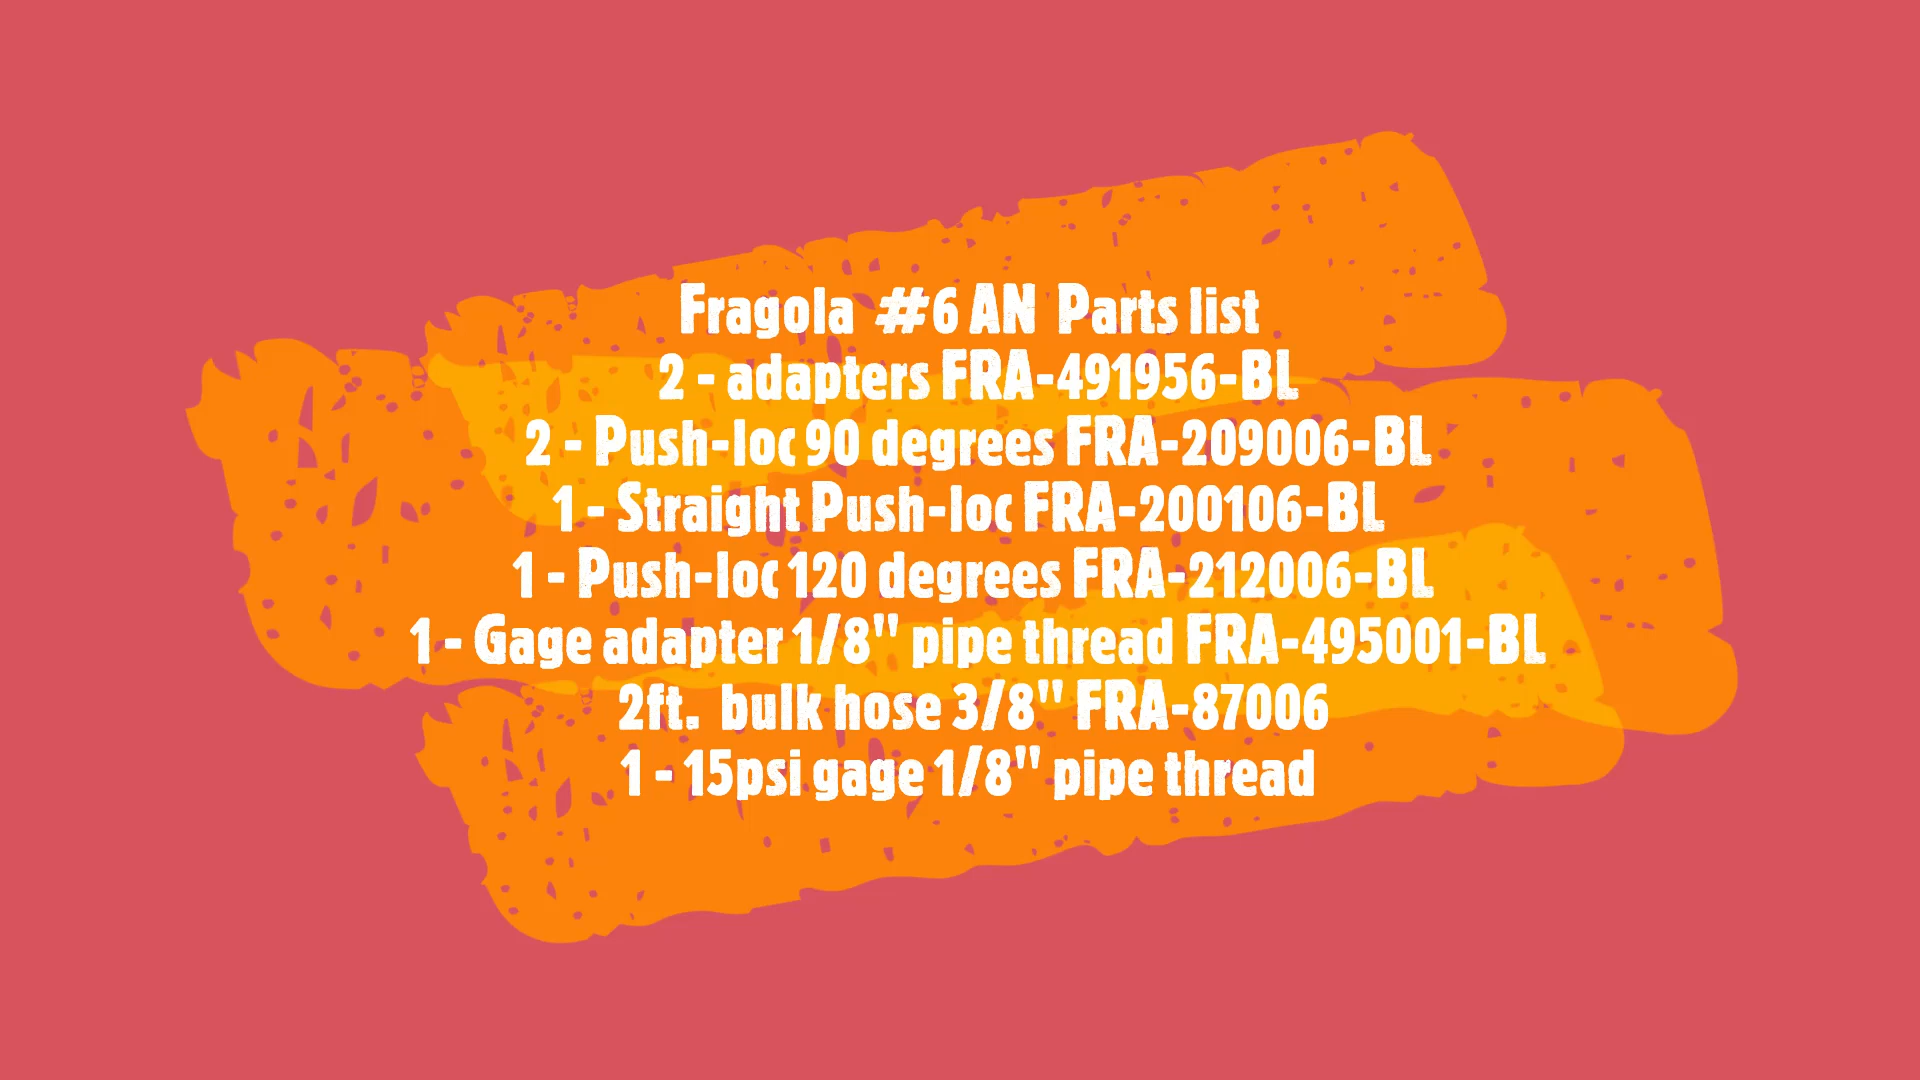 Fragola #6 AN Parts list
2 - adapters FRA-491956-BL
2 - Push-loc 90 degrees FRA-209006-BL
1 - Straight Push-loc FRA-200106-BL
1 - Push-loc 120 degrees FRA-212006-BL
1 - Gage adapter 1/8" pipe thread FRA-495001-BL
2ft. bulk hose 3/8" FRA-87006
1 - 15psi gage 1/8" pipe thread